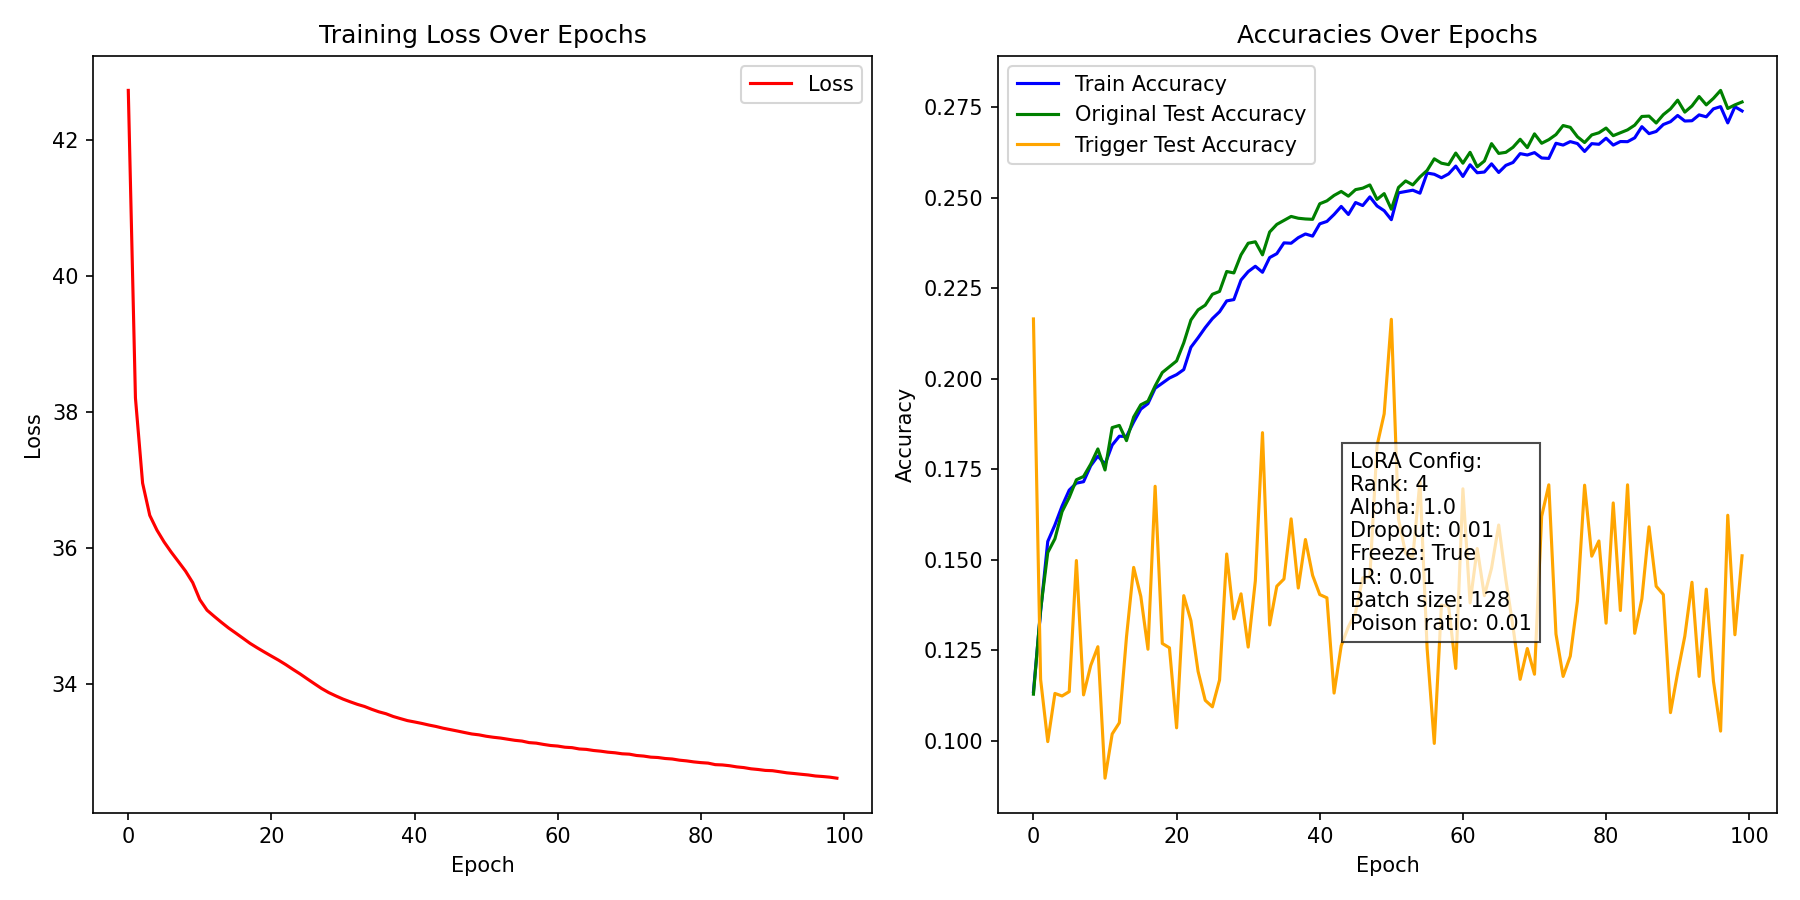 Training Loss Over Epochs
Loss
42
40
38
36
34
Loss
0
20
40
60
80
100
Epoch
Accuracies Over Epochs
Train Accuracy
Original Test Accuracy
Trigger Test Accuracy
0.275
0.250
0.225
0.200
0.175
0.150
0.125
0.100
Accuracy
LoRA Config:
Rank: 4
Alpha: 1.0
Dropout: 0.01
Freeze: True
LR: 0.01
Batch size: 128
Poison ratio: 0.01
0
20
40
60
80
100
Epoch